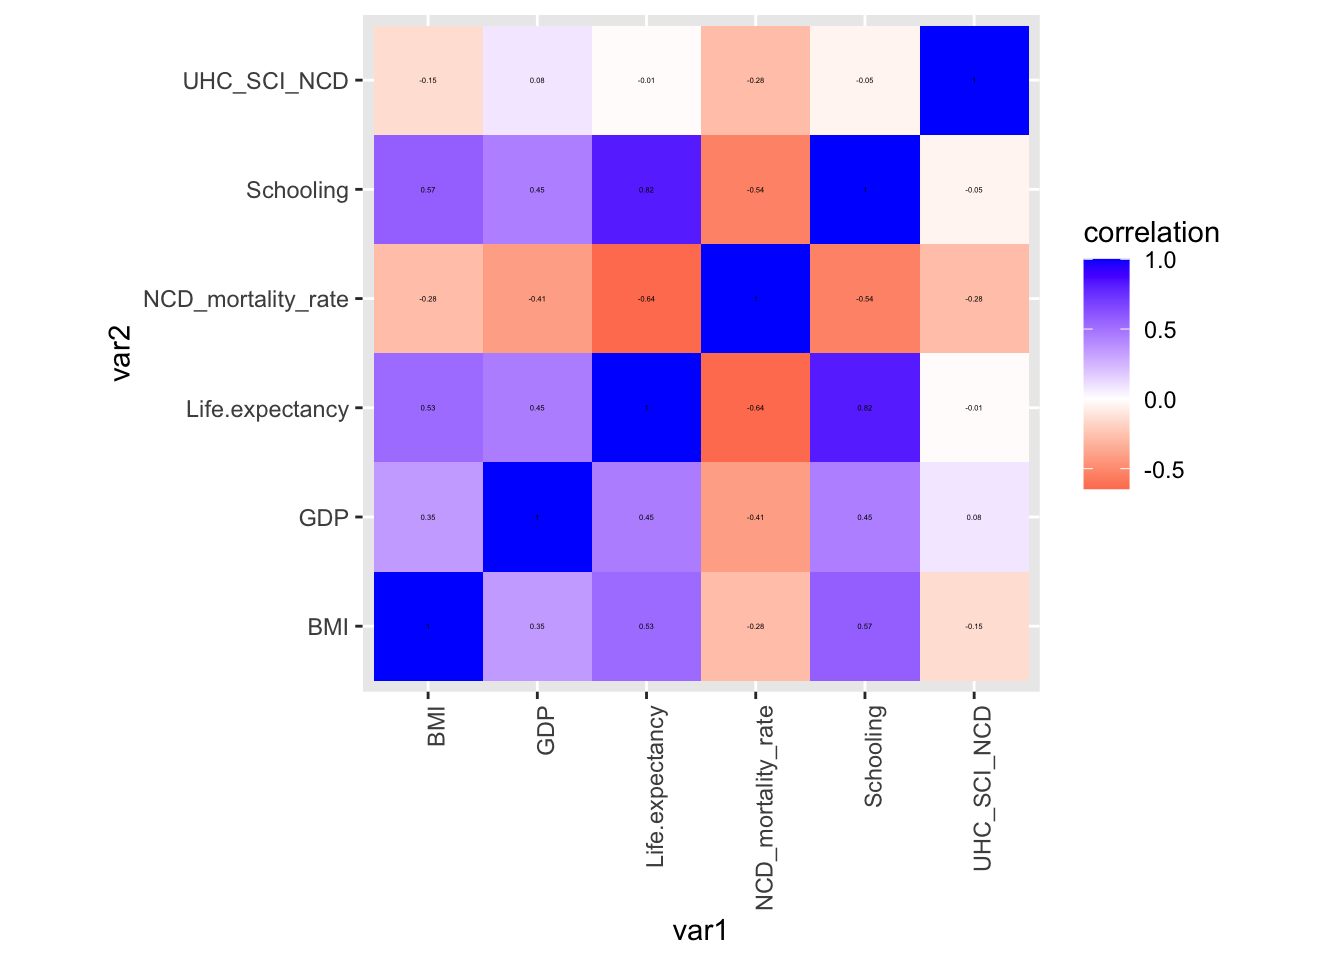 UHC_SCI_NCD -0.15 0.08 -0.01 -0.28 -0.05 1
Schooling 0.57 0.45 0.82 -0.54 1 -0.05
NCD_mortality_rate -0.28 -0.41 -0.64 1 -0.54 -0.28
Life.expectancy 0.53 0.45 1 -0.64 0.82 -0.01
GDP 0.35 1 0.45 -0.41 0.45 0.08
BMI 1 0.35 0.53 -0.28 0.57 -0.15
var2
BMI
GDP
Life.expectancy
NCD_mortality_rate
Schooling
UHC_SCI_NCD
var1
correlation
1.0
0.5
0.0
-0.5